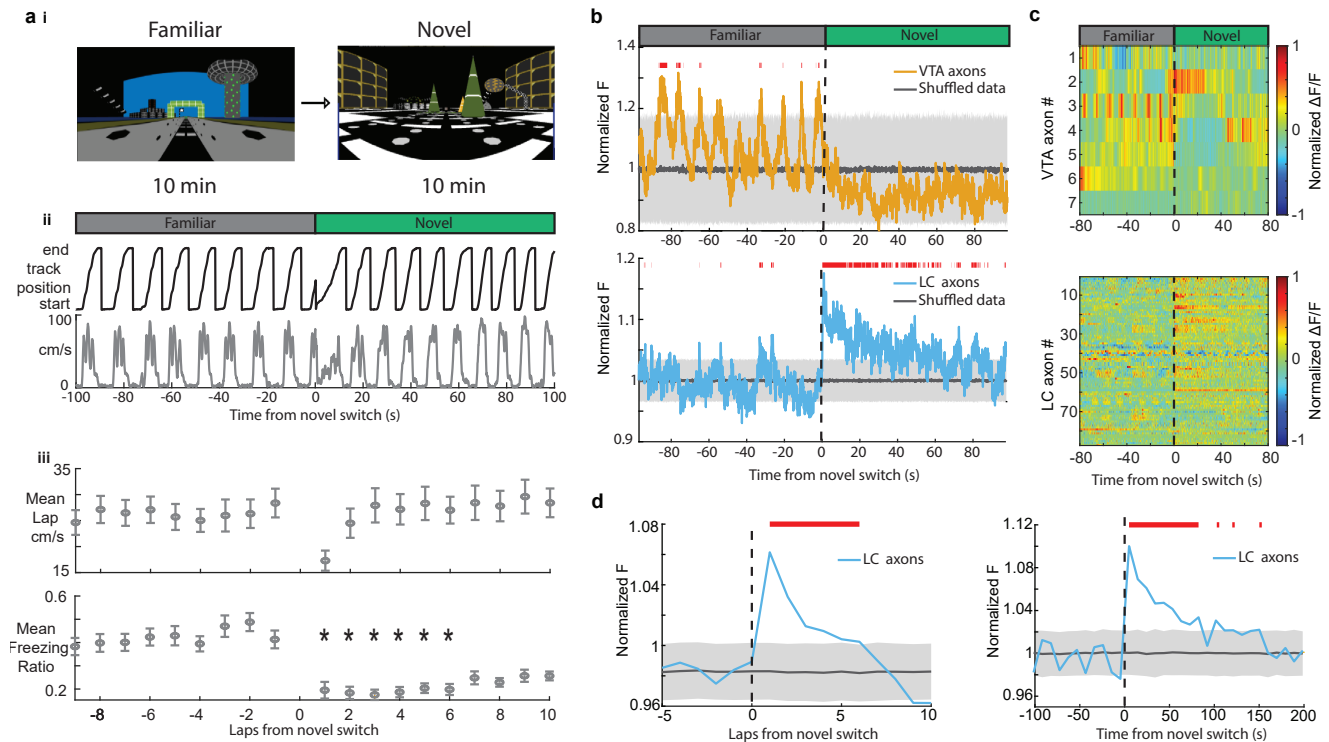 a i
Familiar
Novel
10 min
10 min
ii
Familiar
Novel
end
track
position
start
100
cm/s
0
-100 -80 -60 -40 -20 0 20 40 60 80 100
Time from novel switch (s)
iii
35
Mean
Lap
cm/s
15
0.6
Mean
Freezing
Ratio
0.2
* * * * * *
-8 -6 -4 -2 0 2 4 6 8 10
Laps from novel switch
b
Familiar
Novel
1.4
1.2
1
0.8
Normalized F
VTA axons
Shuffled data
-80 -60 -40 -20 0 20 40 60 80
1.2
1.1
1
0.9
Normalized F
LC axons
Shuffled data
-80 -60 -40 -20 0 20 40 60 80
Time from novel switch (s)
c
Familiar
Novel
VTA axon #
1
2
3
4
5
6
7
-80 -40 0 40 80
1
0
-1
Normalized ΔF/F
LC axon #
10
30
50
70
-80 -40 0 40 80
Time from novel switch (s)
1
0
-1
Normalized ΔF/F
d
1.08
1.04
1
0.96
Normalized F
LC axons
-5 0 5 10
Laps from novel switch
1.12
1.08
1.04
1
0.96
Normalized F
LC axons
-100 -50 0 50 100 150 200
Time from novel switch (s)